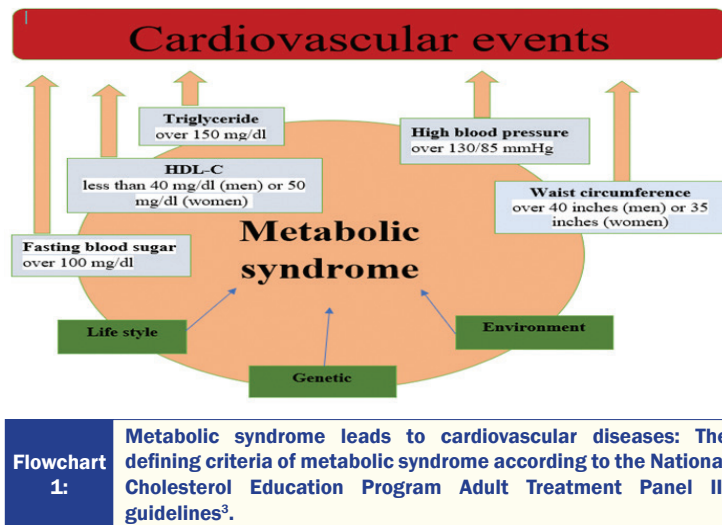 Cardiovascular events
Triglyceride
over 150 mg/dl
High blood pressure
over 130/85 mmHg
HDL-C
less than 40 mg/dl (men) or 50
mg/dl (women)
Waist circumference
over 40 inches (men) or 35
inches (women)
Fasting blood sugar
over 100 mg/dl
Metabolic
syndrome
Life style
Environment
Genetic
Flowchart
1:
Metabolic syndrome leads to cardiovascular diseases: The
defining criteria of metabolic syndrome according to the National
Cholesterol Education Program Adult Treatment Panel II
guidelines³.